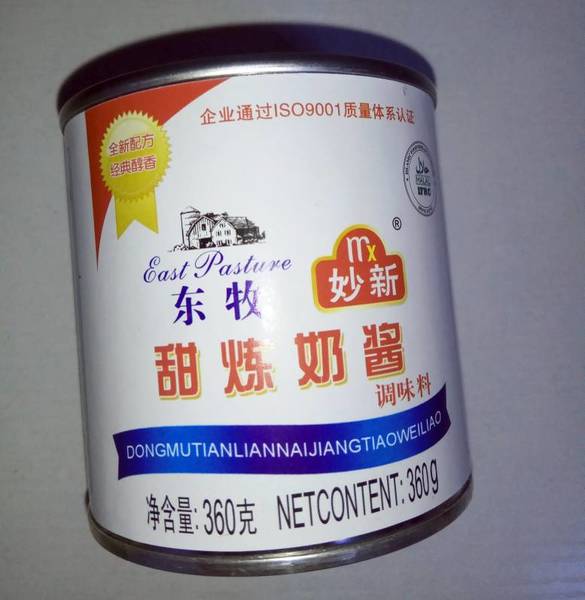 企业通过ISO9001质量体系认证
全新配方
经典醇香
HALAL
East Pasture
东牧
mx
妙新
®
甜炼奶酱
调味料
DONGMUTIANLIANNAIJIANGTIAOWEILIAO
净含量:360克 NETCONTENT:360g